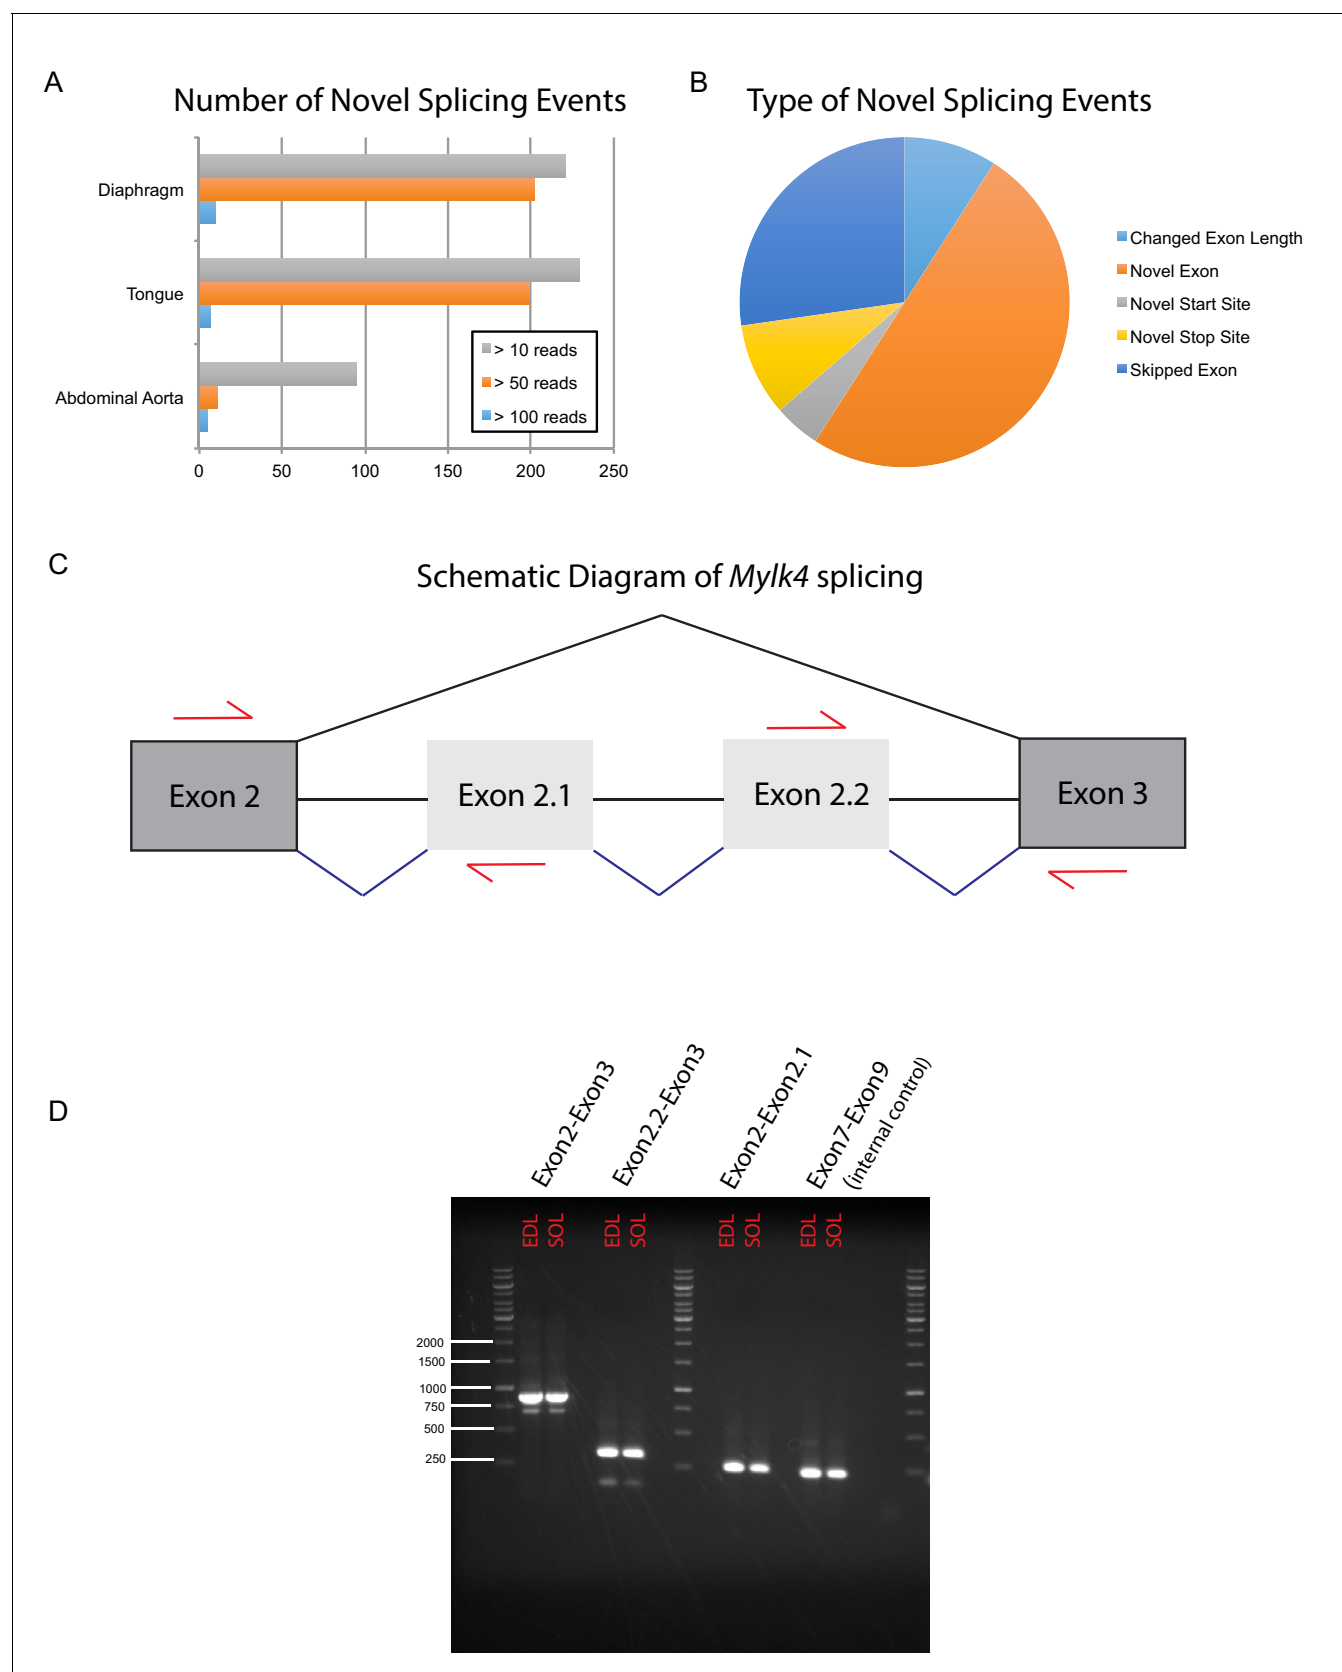 A
Number of Novel Splicing Events
Diaphragm
Tongue
Abdominal Aorta
> 10 reads
> 50 reads
> 100 reads
0 50 100 150 200 250
B
Type of Novel Splicing Events
Changed Exon Length
Novel Exon
Novel Start Site
Novel Stop Site
Skipped Exon
C
Schematic Diagram of Mylk4 splicing
Exon 2
Exon 2.1
Exon 2.2
Exon 3
D
Exon2-Exon3
Exon2.2-Exon3
Exon2-Exon2.1
Exon7-Exon9
(internal control)
EDL SOL EDL SOL EDL SOL EDL SOL
2000
1500
1000
750
500
250